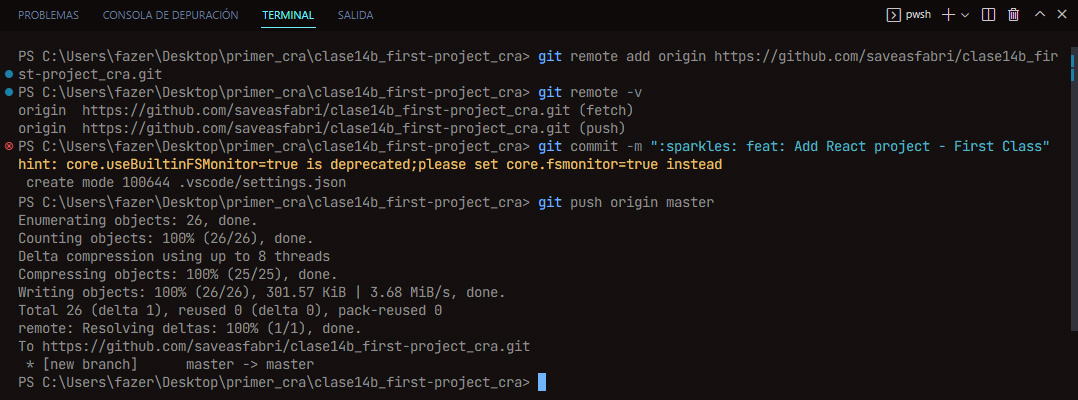 PROBLEMAS CONSOLA DE DEPURACIÓN TERMINAL SALIDA pwsh
PS C:\Users\fazer\Desktop\primer_cra\clase14b_first-project_cra> git remote add origin https://github.com/saveasfabri/clase14b_fir
st-project_cra.git
PS C:\Users\fazer\Desktop\primer_cra\clase14b_first-project_cra> git remote -v
origin  https://github.com/saveasfabri/clase14b_first-project_cra.git (fetch)
origin  https://github.com/saveasfabri/clase14b_first-project_cra.git (push)
PS C:\Users\fazer\Desktop\primer_cra\clase14b_first-project_cra> git commit -m ":sparkles: feat: Add React project - First Class"
hint: core.useBuiltinFSMonitor=true is deprecated;please set core.fsmonitor=true instead
 create mode 100644 .vscode/settings.json
PS C:\Users\fazer\Desktop\primer_cra\clase14b_first-project_cra> git push origin master
Enumerating objects: 26, done.
Counting objects: 100% (26/26), done.
Delta compression using up to 8 threads
Compressing objects: 100% (25/25), done.
Writing objects: 100% (26/26), 301.57 KiB | 3.68 MiB/s, done.
Total 26 (delta 1), reused 0 (delta 0), pack-reused 0
remote: Resolving deltas: 100% (1/1), done.
To https://github.com/saveasfabri/clase14b_first-project_cra.git
 * [new branch]      master -> master
PS C:\Users\fazer\Desktop\primer_cra\clase14b_first-project_cra>